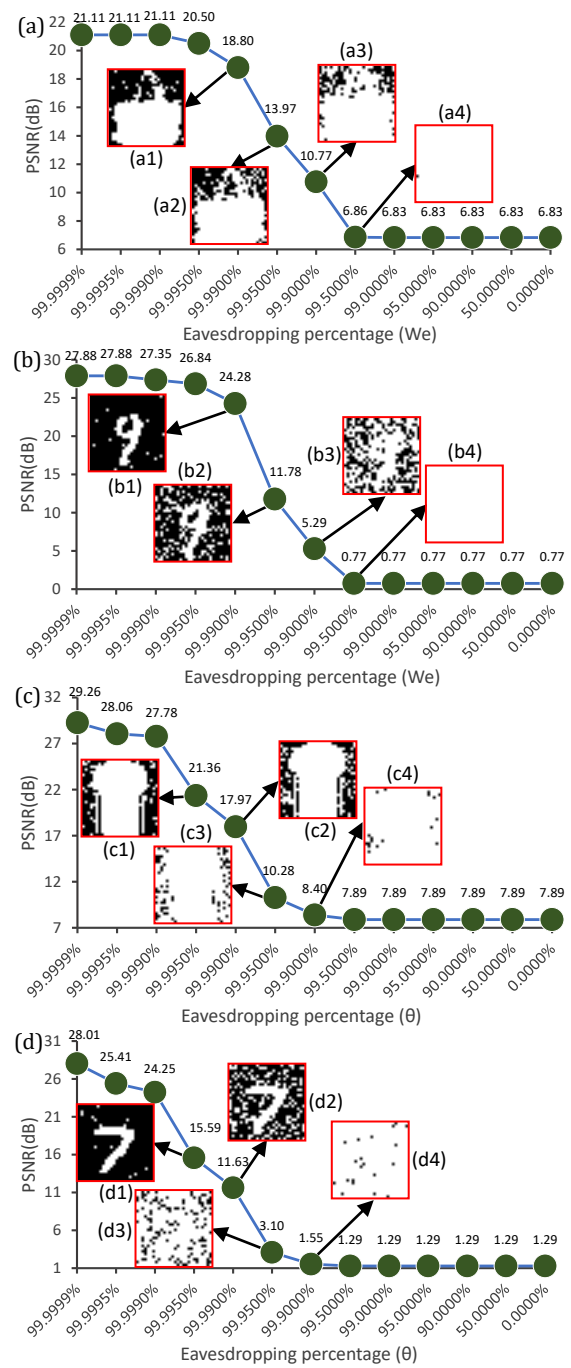 (a)
21.11 21.11 21.11 20.50
18.80
13.97
10.77
6.86 6.83 6.83 6.83 6.83 6.83
(a1)
(a2)
(a3)
(a4)
PSNR(dB)
22
20
18
16
14
12
10
8
6
99.9999% 99.9995% 99.9990% 99.9950% 99.9900% 99.9500% 99.9000% 99.5000% 99.0000% 95.0000% 90.0000% 50.0000% 0.0000%
Eavesdropping percentage (We)
(b)
27.88 27.88 27.35 26.84
24.28
11.78
5.29
0.77 0.77 0.77 0.77 0.77 0.77
(b1)
(b2)
(b3)
(b4)
PSNR(dB)
30
25
20
15
10
5
0
99.9999% 99.9995% 99.9990% 99.9950% 99.9900% 99.9500% 99.9000% 99.5000% 99.0000% 95.0000% 90.0000% 50.0000% 0.0000%
Eavesdropping percentage (We)
(c)
29.26
28.06 27.78
21.36
17.97
10.28
8.40 7.89 7.89 7.89 7.89 7.89 7.89
(c1)
(c2)
(c3)
(c4)
PSNR(dB)
32
27
22
17
12
7
99.9999% 99.9995% 99.9990% 99.9950% 99.9900% 99.9500% 99.9000% 99.5000% 99.0000% 95.0000% 90.0000% 50.0000% 0.0000%
Eavesdropping percentage (θ)
(d)
28.01
25.41 24.25
15.59
11.63
3.10
1.55 1.29 1.29 1.29 1.29 1.29 1.29
(d1)
(d2)
(d3)
(d4)
PSNR(dB)
31
26
21
16
11
6
1
99.9999% 99.9995% 99.9990% 99.9950% 99.9900% 99.9500% 99.9000% 99.5000% 99.0000% 95.0000% 90.0000% 50.0000% 0.0000%
Eavesdropping percentage (θ)